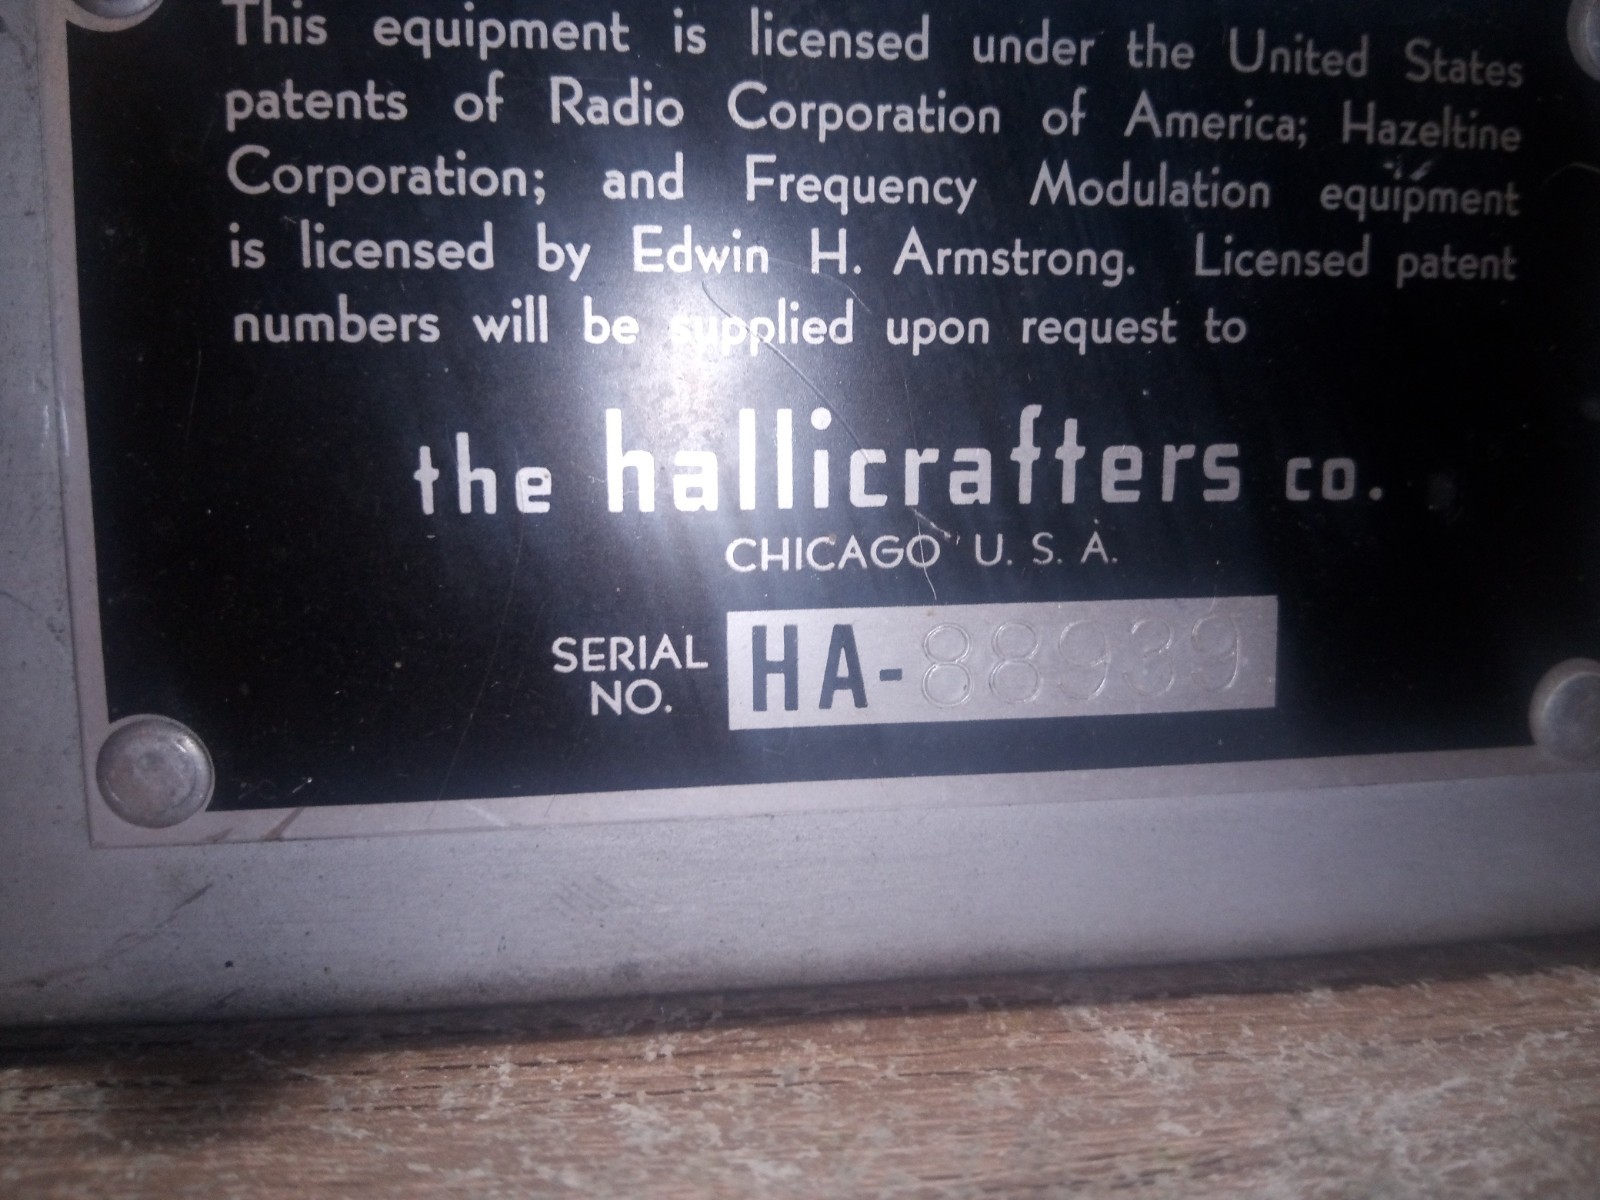 This equipment is licensed under the United States
patents of Radio Corporation of America; Hazeltine
Corporation; and Frequency Modulation equipment
is licensed by Edwin H. Armstrong. Licensed patent
numbers will be supplied upon request to
the hallicrafters co.
CHICAGO U. S. A.
SERIAL NO. HA-88939